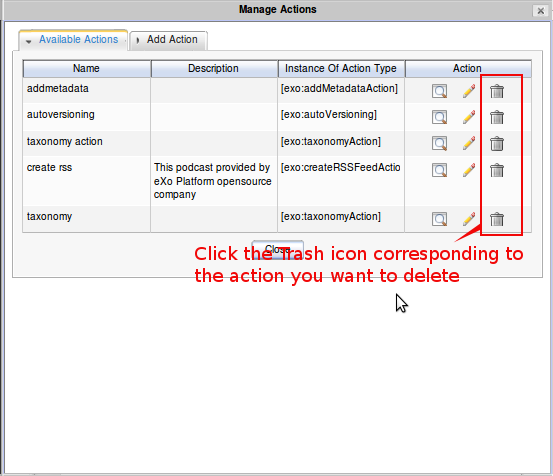 Manage Actions
Available Actions Add Action
Name Description Instance Of Action Type Action
addmetadata [exo:addMetadataAction]
autoversioning [exo:autoVersioning]
taxonomy action [exo:taxonomyAction]
create rss This podcast provided by [exo:createRSSFeedActio
eXo Platform opensource
company
taxonomy [exo:taxonomyAction]
Close
Click the Trash icon corresponding to
the action you want to delete